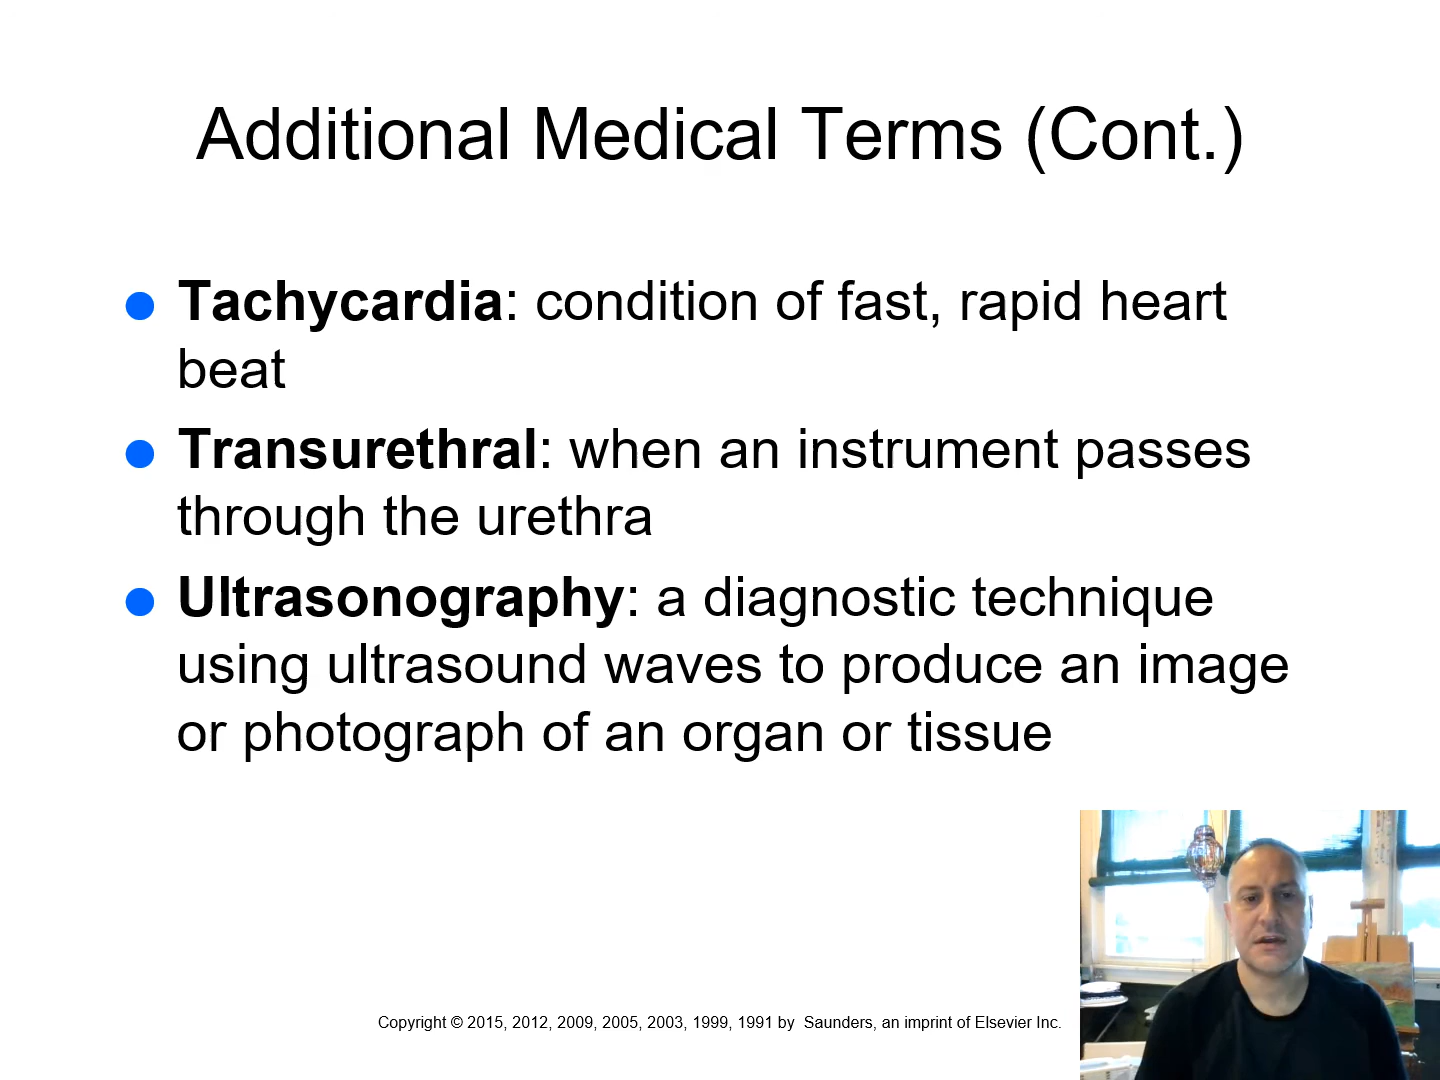 Additional Medical Terms (Cont.)
Tachycardia: condition of fast, rapid heart
beat
Transurethral: when an instrument passes
through the urethra
Ultrasonography: a diagnostic technique
using ultrasound waves to produce an image
or photograph of an organ or tissue
Copyright © 2015, 2012, 2009, 2005, 2003, 1999, 1991 by  Saunders, an imprint of Elsevier Inc.